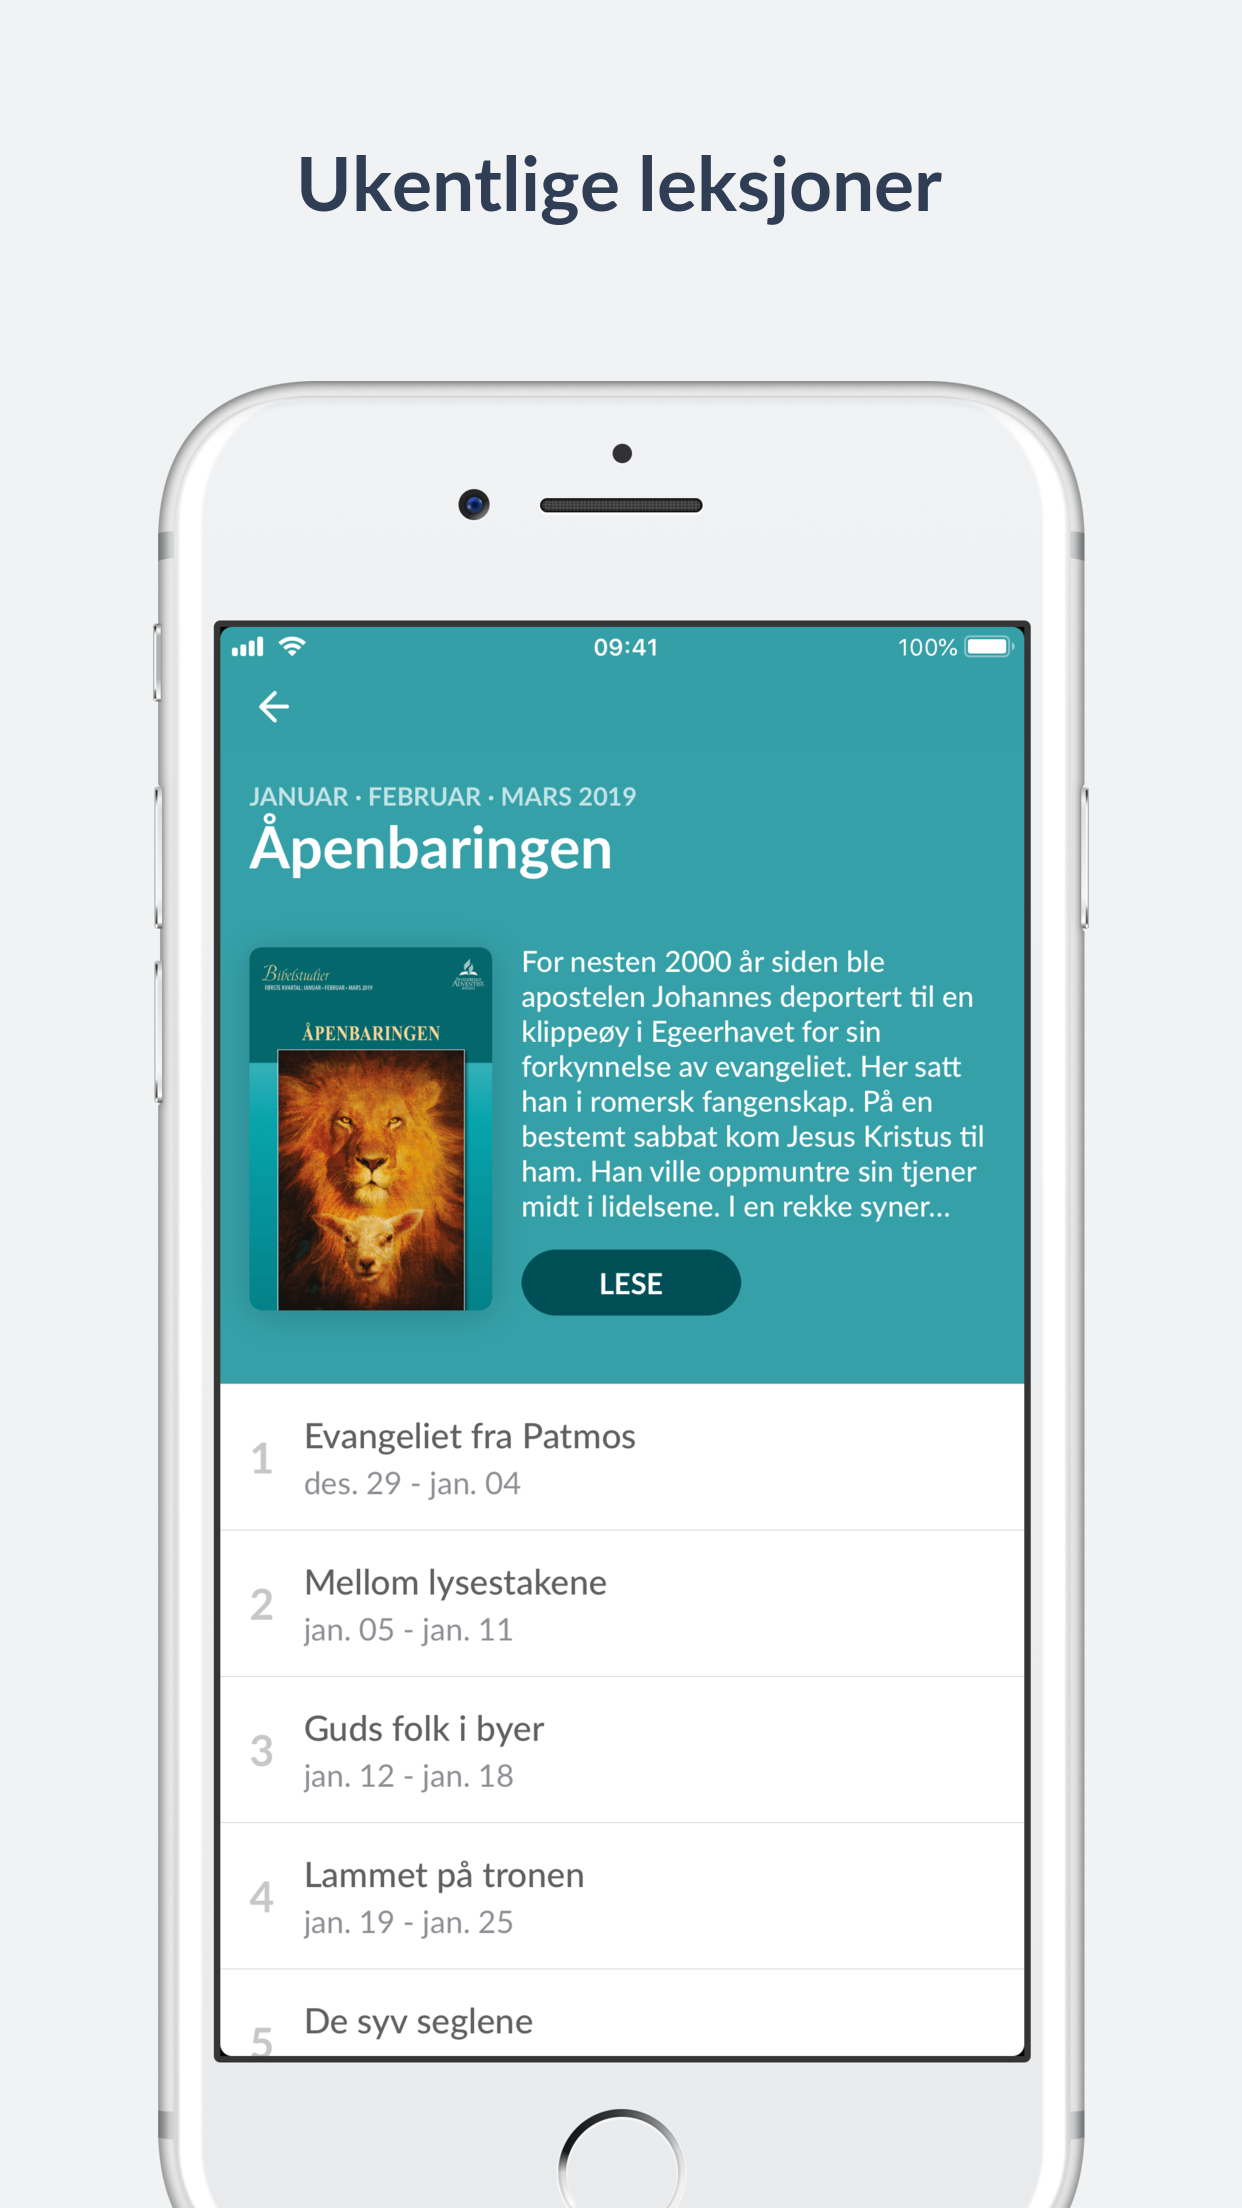 Ukentlige leksjoner
09:41
100%
JANUAR · FEBRUAR · MARS 2019
Åpenbaringen
Bibelstudier
FØRSTE KVARTAL: JANUAR • FEBRUAR • MARS 2019
ADVENTIST
ÅPENBARINGEN
For nesten 2000 år siden ble
apostelen Johannes deportert til en
klippeøy i Egeerhavet for sin
forkynnelse av evangeliet. Her satt
han i romersk fangenskap. På en
bestemt sabbat kom Jesus Kristus til
ham. Han ville oppmuntre sin tjener
midt i lidelsene. I en rekke syner...
LESE
1
Evangeliet fra Patmos
des. 29 - jan. 04
2
Mellom lysestakene
jan. 05 - jan. 11
3
Guds folk i byer
jan. 12 - jan. 18
4
Lammet på tronen
jan. 19 - jan. 25
5
De syv seglene